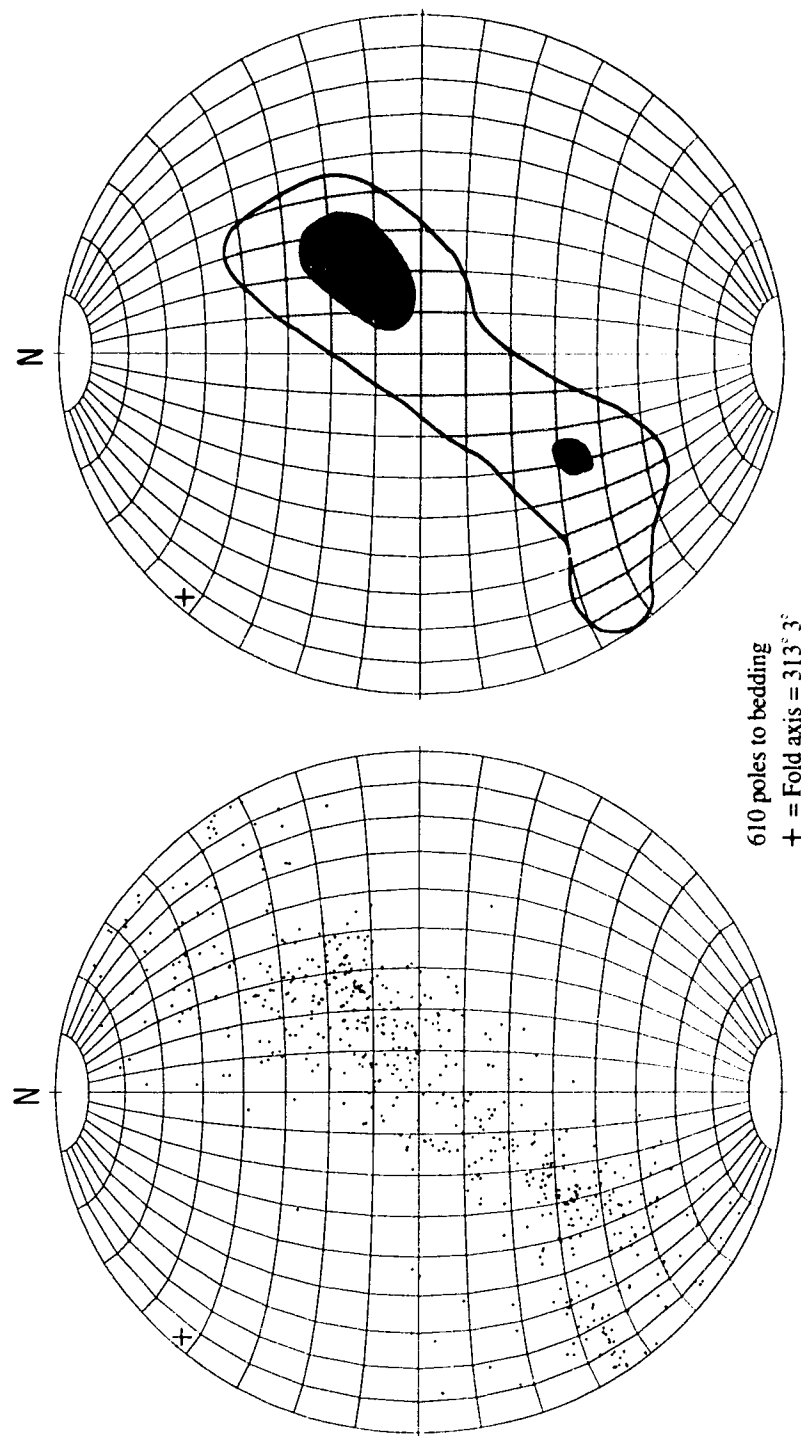 N
N
610 poles to bedding
+ = Fold axis = 313° 3°